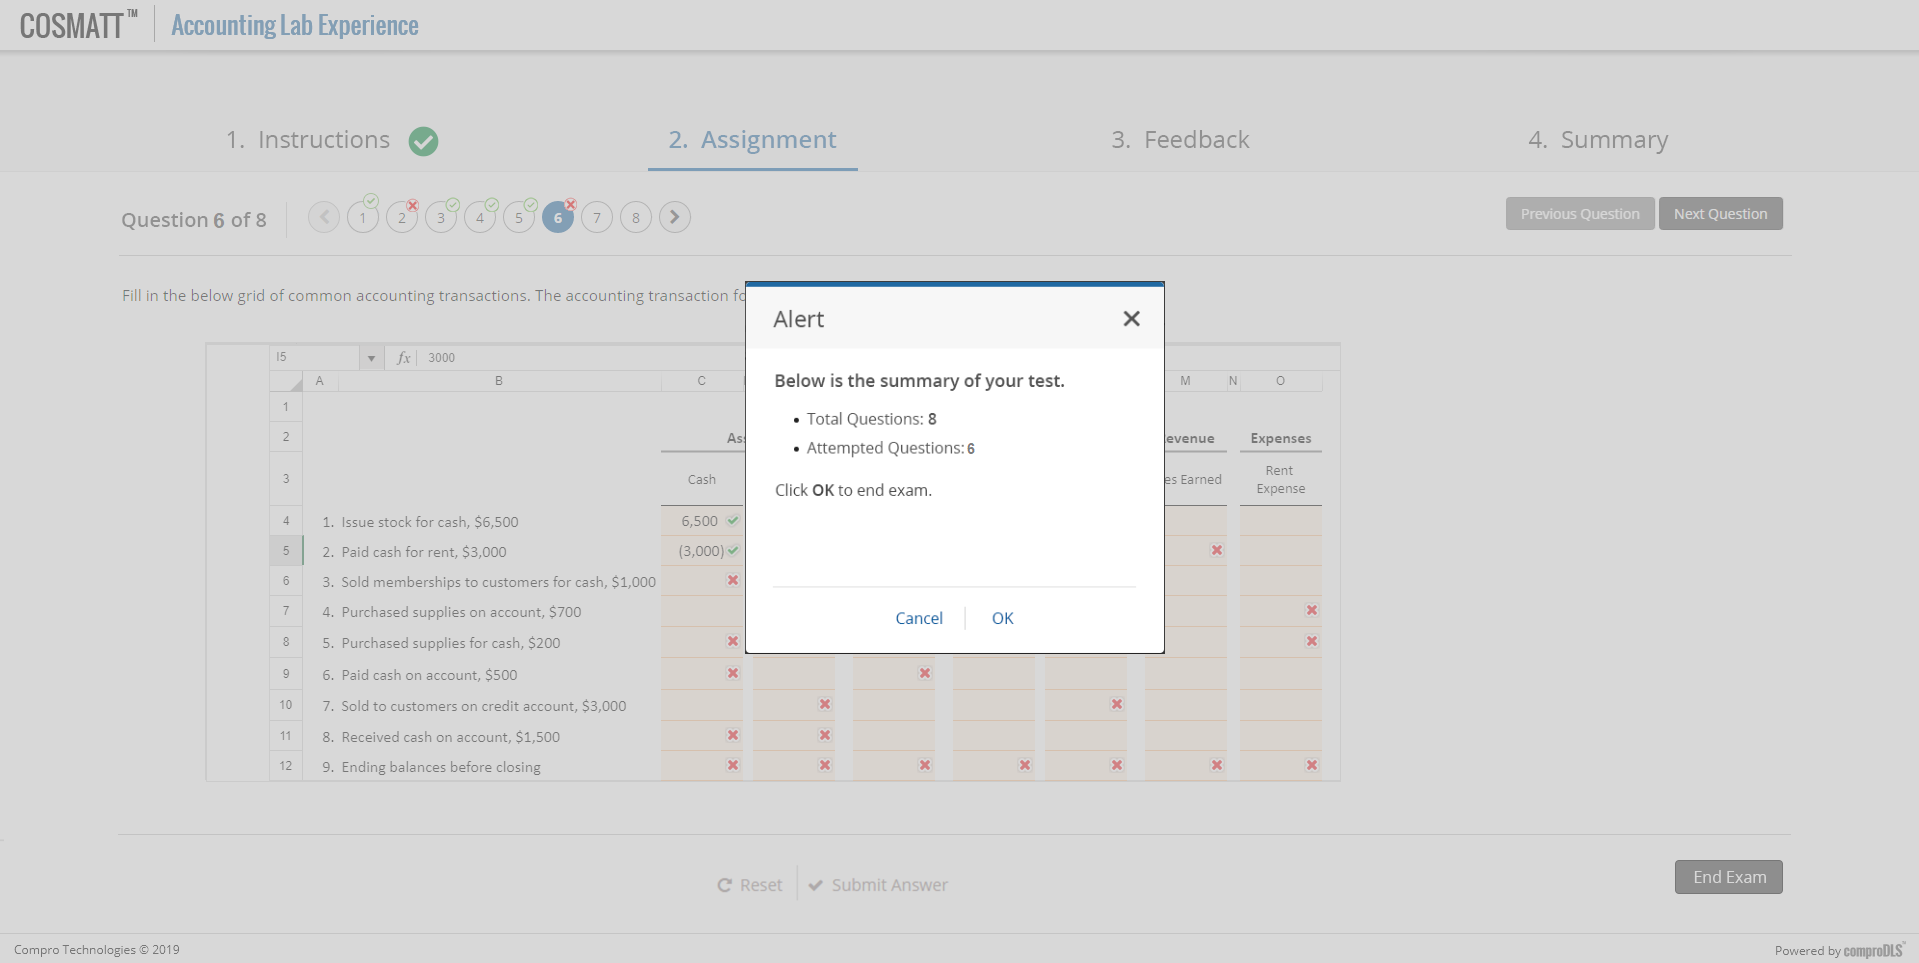 COSMATT™ Accounting Lab Experience
1. Instructions 2. Assignment 3. Feedback 4. Summary
Question 6 of 8 1 2 3 4 5 6 7 8 Previous Question Next Question
Fill in the below grid of common accounting transactions. The accounting transaction fo
Alert
Below is the summary of your test.
• Total Questions: 8
• Attempted Questions: 6
Click OK to end exam.
Cancel OK
I5 fx 3000
A B C M N O
1
2 Ass evenue Expenses
3 Cash es Earned Rent Expense
4 1. Issue stock for cash, $6,500 6,500
5 2. Paid cash for rent, $3,000 (3,000)
6 3. Sold memberships to customers for cash, $1,000
7 4. Purchased supplies on account, $700
8 5. Purchased supplies for cash, $200
9 6. Paid cash on account, $500
10 7. Sold to customers on credit account, $3,000
11 8. Received cash on account, $1,500
12 9. Ending balances before closing
Reset Submit Answer End Exam
Compro Technologies © 2019 Powered by comproDLS™